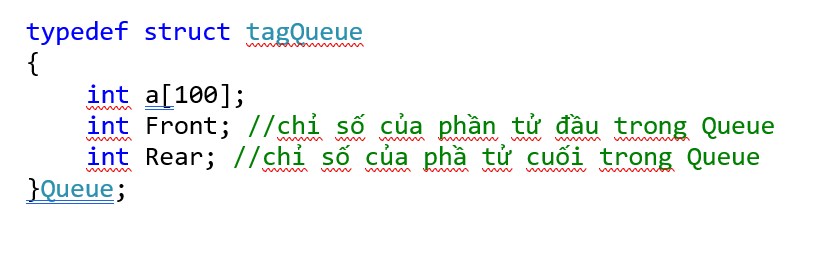 typedef struct tagQueue
{
int a[100];
int Front; //chỉ số của phần tử đầu trong Queue
int Rear; //chỉ số của phầ tử cuối trong Queue
}Queue;